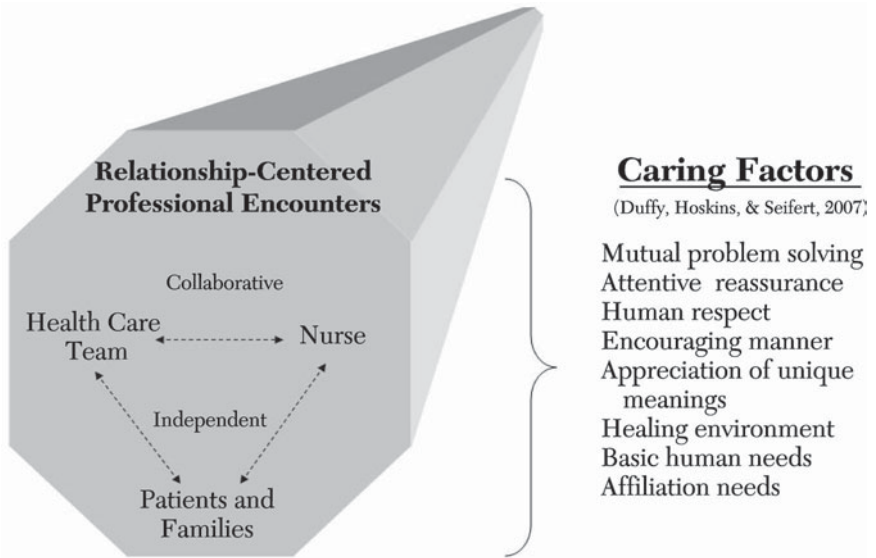 Relationship-Centered
Professional Encounters
Collaborative
Health Care
Team
Nurse
Independent
Patients and
Families
Caring Factors
(Duffy, Hoskins, & Seifert, 2007)
Mutual problem solving
Attentive reassurance
Human respect
Encouraging manner
Appreciation of unique
meanings
Healing environment
Basic human needs
Affiliation needs